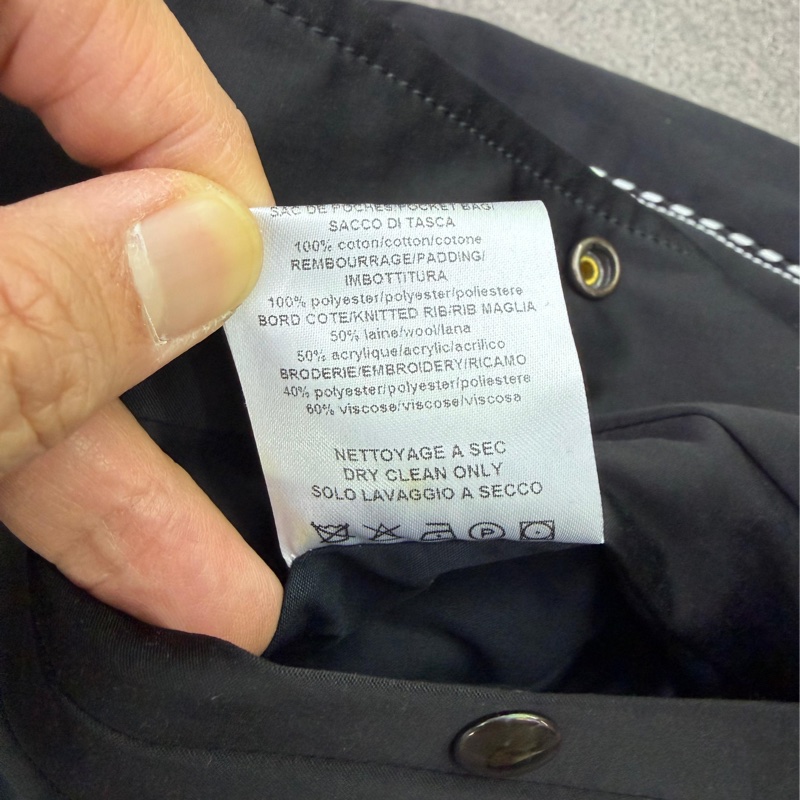 SAC DE POCHES/POCKET BAG/
SACCO DI TASCA
100% coton/cotton/cotone
REMBOURRAGE/PADDING/
IMBOTTITURA
100% polyester/polyester/poliestere
BORD COTE/KNITTED RIB/RIB MAGLIA
50% laine/wool/lana
50% acrylique/acrylic/acrilico
BRODERIE/EMBROIDERY/RICAMO
40% polyester/polyester/poliestere
60% viscose/viscose/viscosa
NETTOYAGE A SEC
DRY CLEAN ONLY
SOLO LAVAGGIO A SECCO
P